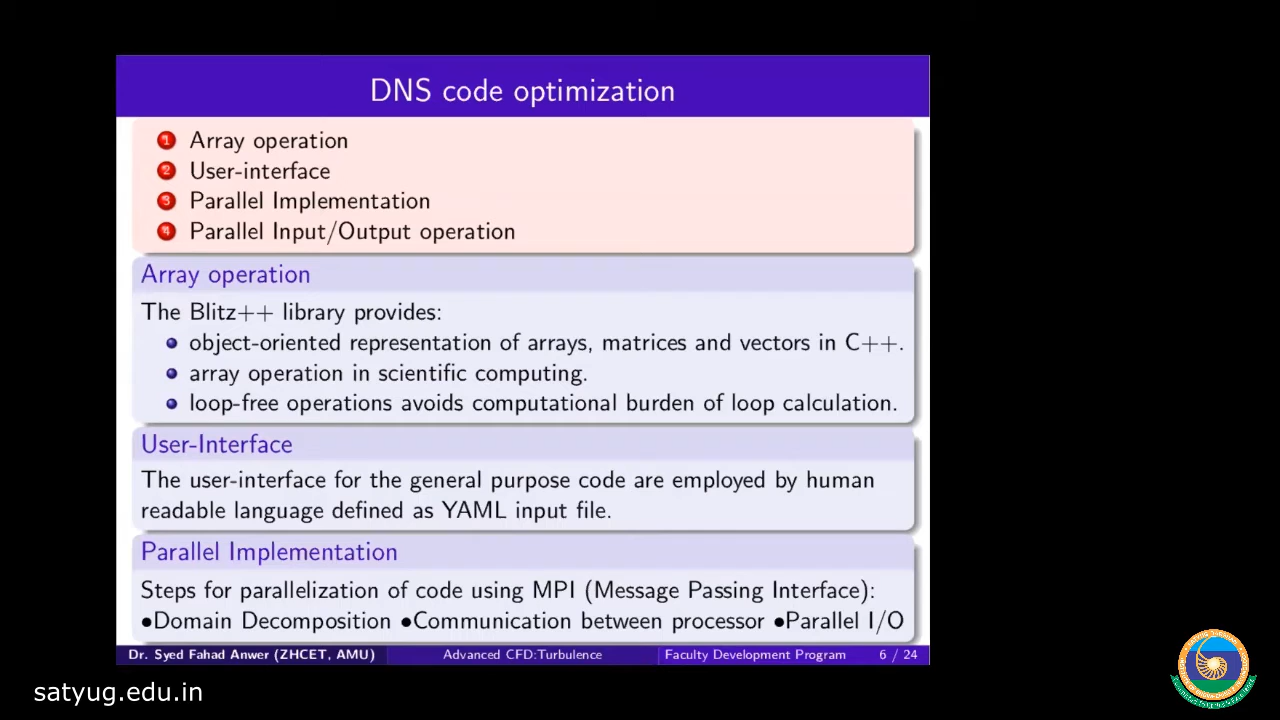 DNS code optimization
1 Array operation
2 User-interface
3 Parallel Implementation
4 Parallel Input/Output operation
Array operation
The Blitz++ library provides:
object-oriented representation of arrays, matrices and vectors in C++.
array operation in scientific computing.
loop-free operations avoids computational burden of loop calculation.
User-Interface
The user-interface for the general purpose code are employed by human
readable language defined as YAML input file.
Parallel Implementation
Steps for parallelization of code using MPI (Message Passing Interface):
•Domain Decomposition •Communication between processor •Parallel I/O
Dr. Syed Fahad Anwer (ZHCET, AMU) Advanced CFD:Turbulence Faculty Development Program 6 / 24
satyug.edu.in